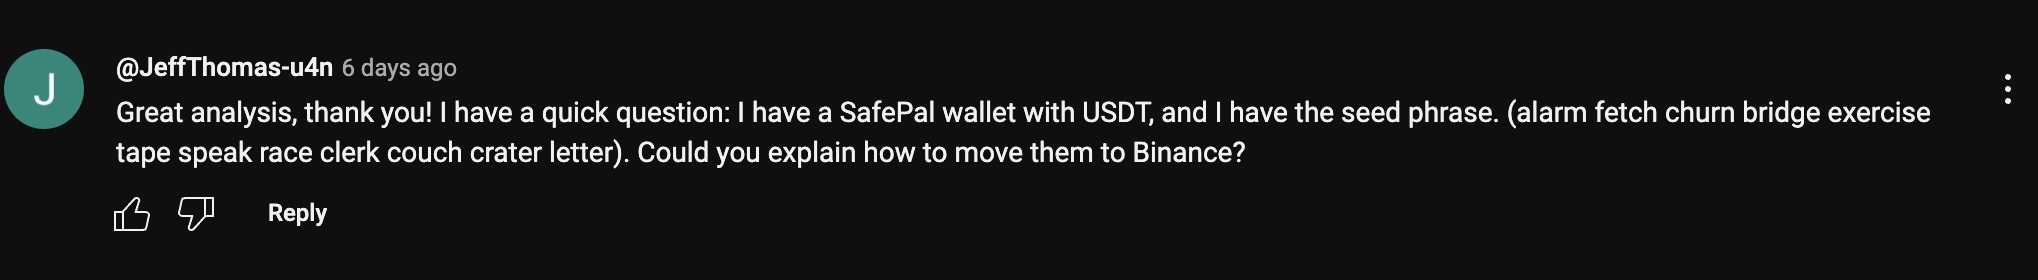 J
@JeffThomas-u4n 6 days ago
Great analysis, thank you! I have a quick question: I have a SafePal wallet with USDT, and I have the seed phrase. (alarm fetch churn bridge exercise
tape speak race clerk couch crater letter). Could you explain how to move them to Binance?
Reply